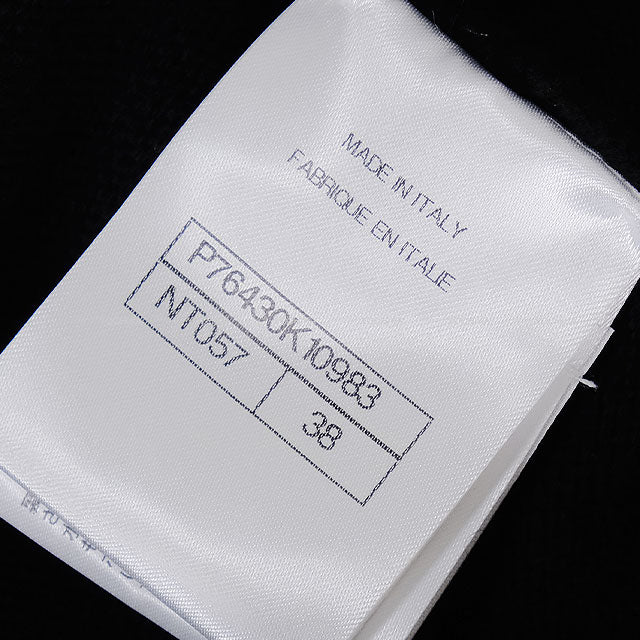 MADE IN ITALY
FABRIQUE EN ITALIE
P76430K10983
NT057 38